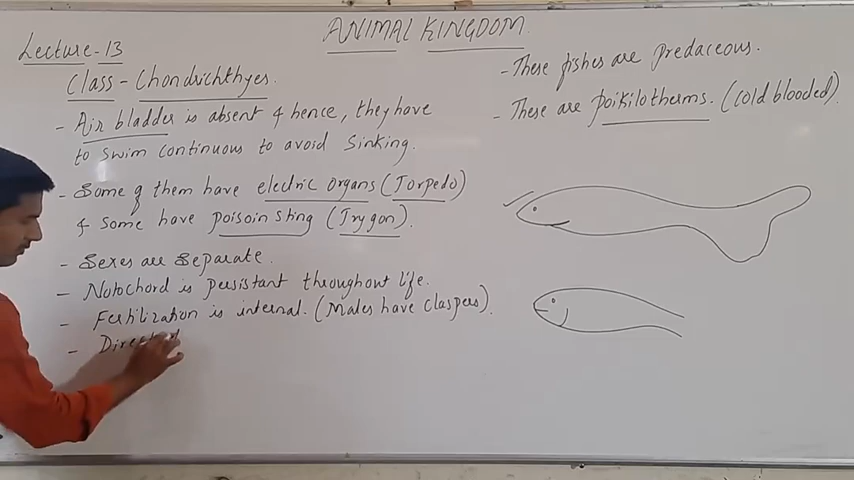 ANIMAL KINGDOM
Lecture-13
Class - Chondrichthyes.
- Air bladder is absent & hence, they have
to swim continuous to avoid sinking.
- Some of them have electric organs (Torpedo)
& some have poisoin sting (Trygon).
- Sexes are separate.
- Notochord is persistant throughout life.
- Fertilization is internal. (Males have claspers).
-
- These fishes are predaceous.
- These are poikilotherms. (cold blooded)